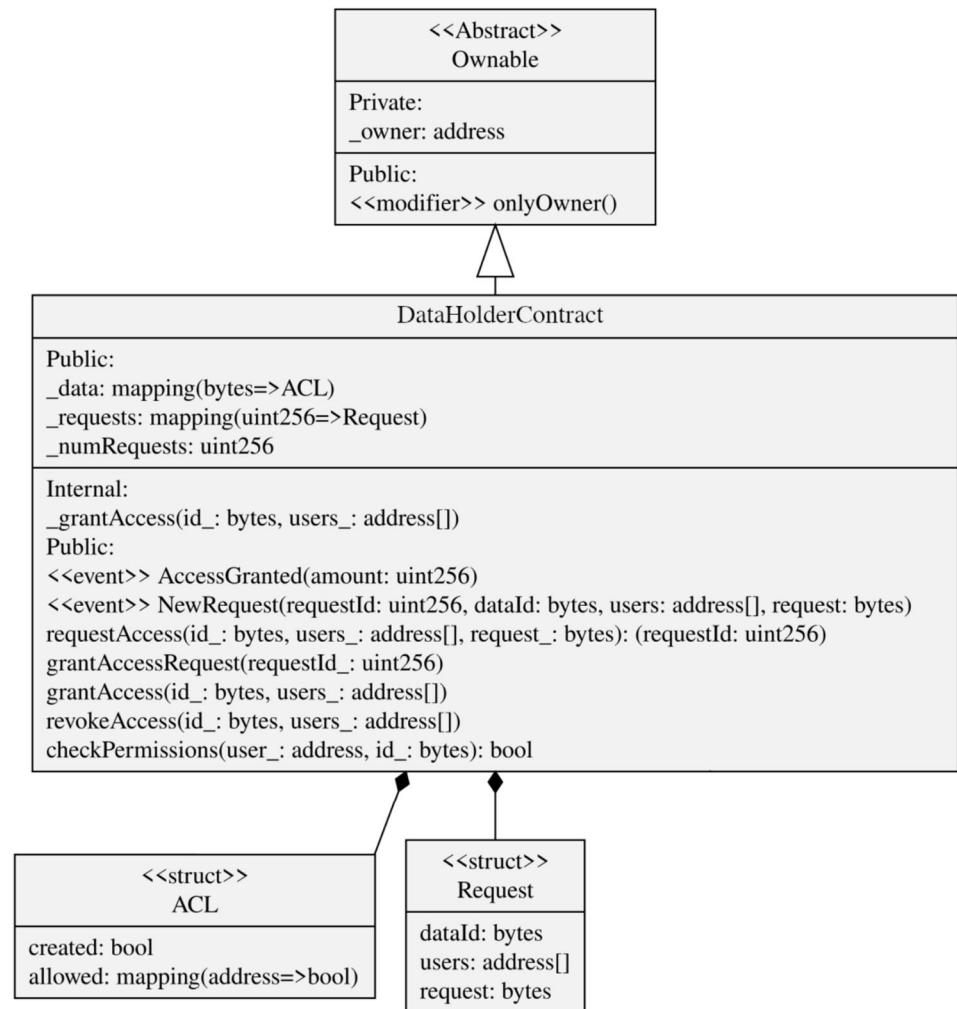 <<Abstract>>
Ownable
Private:
_owner: address
Public:
<<modifier>> onlyOwner()
DataHolderContract
Public:
_data: mapping(bytes=>ACL)
_requests: mapping(uint256=>Request)
_numRequests: uint256
Internal:
_grantAccess(id_: bytes, users_: address[])
Public:
<<event>> AccessGranted(amount: uint256)
<<event>> NewRequest(requestId: uint256, dataId: bytes, users: address[], request: bytes)
requestAccess(id_: bytes, users_: address[], request_: bytes): (requestId: uint256)
grantAccessRequest(requestId_: uint256)
grantAccess(id_: bytes, users_: address[])
revokeAccess(id_: bytes, users_: address[])
checkPermissions(user_: address, id_: bytes): bool
<<struct>>
ACL
created: bool
allowed: mapping(address=>bool)
<<struct>>
Request
dataId: bytes
users: address[]
request: bytes